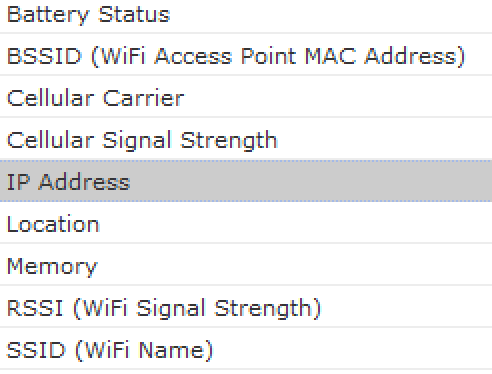 Battery Status
BSSID (WiFi Access Point MAC Address)
Cellular Carrier
Cellular Signal Strength
IP Address
Location
Memory
RSSI (WiFi Signal Strength)
SSID (WiFi Name)